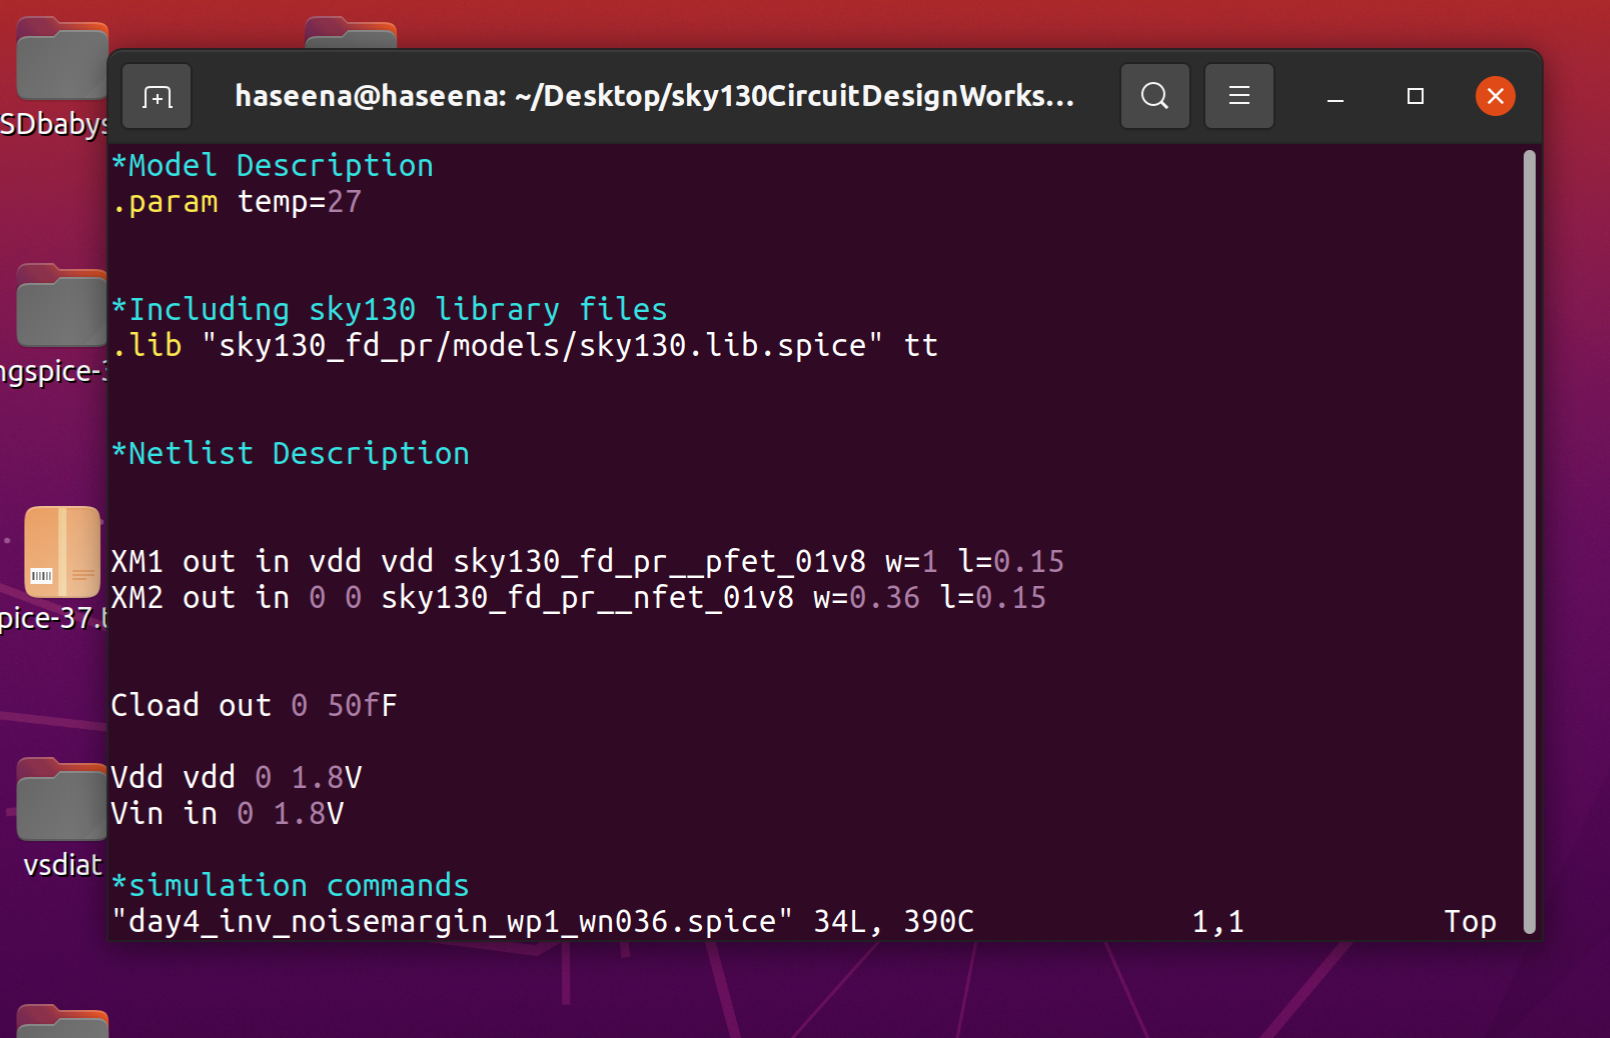 haseena@haseena: ~/Desktop/sky130CircuitDesignWorks...
*Model Description
.param temp=27
*Including sky130 library files
.lib "sky130_fd_pr/models/sky130.lib.spice" tt
*Netlist Description
XM1 out in vdd vdd sky130_fd_pr__pfet_01v8 w=1 l=0.15
XM2 out in 0 0 sky130_fd_pr__nfet_01v8 w=0.36 l=0.15
Cload out 0 50fF
Vdd vdd 0 1.8V
Vin in 0 1.8V
*simulation commands
"day4_inv_noisemargin_wp1_wn036.spice" 34L, 390C 1,1 Top
SDbabys
ngspice-3
pice-37.t
vsdiat